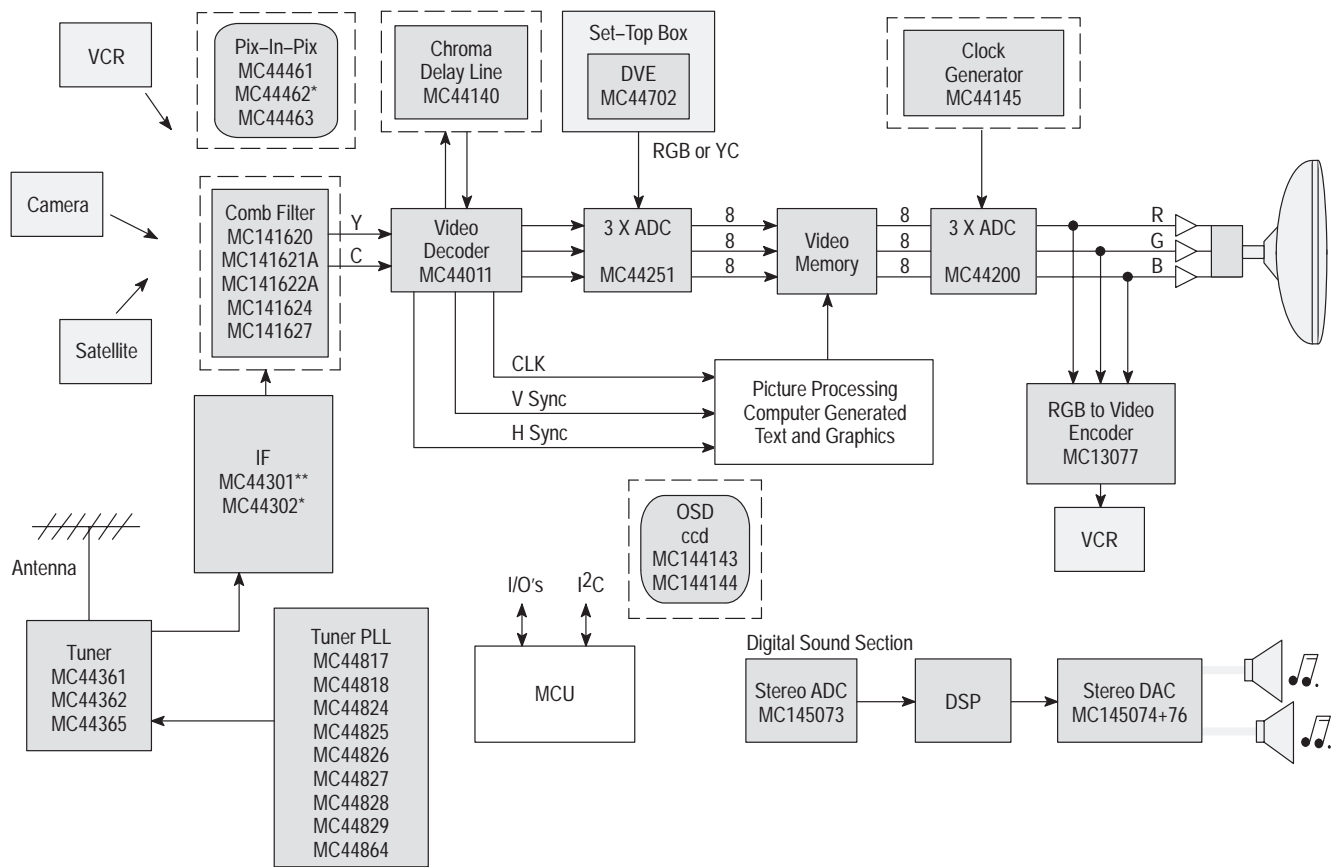 VCR
Pix–In–Pix
MC44461
MC44462*
MC44463
Chroma
Delay Line
MC44140
Set–Top Box
DVE
MC44702
RGB or YC
Clock
Generator
MC44145
Camera
Satellite
Comb Filter
MC141620
MC141621A
MC141622A
MC141624
MC141627
Y
C
Video
Decoder
MC44011
3 X ADC
MC44251
8
8
8
Video
Memory
8
8
8
3 X ADC
MC44200
R
G
B
CLK
V Sync
H Sync
Picture Processing
Computer Generated
Text and Graphics
RGB to Video
Encoder
MC13077
VCR
IF
MC44301**
MC44302*
Antenna
OSD
ccd
MC144143
MC144144
Tuner
MC44361
MC44362
MC44365
Tuner PLL
MC44817
MC44818
MC44824
MC44825
MC44826
MC44827
MC44828
MC44829
MC44864
I/O's
I²C
MCU
Digital Sound Section
Stereo ADC
MC145073
DSP
Stereo DAC
MC145074+76